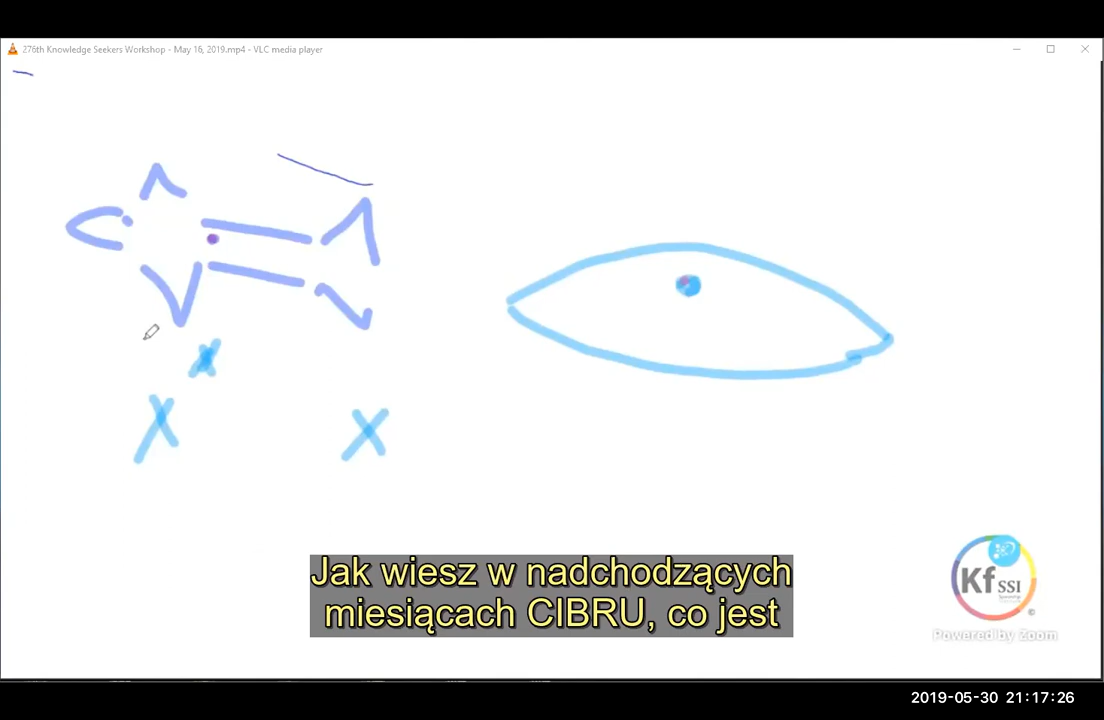 276th Knowledge Seekers Workshop - May 16, 2019.mp4 - VLC media player
X
X
X
Jak wiesz w nadchodzących
miesiącach CIBRU, co jest
Kf SSI
©
Powered by Zoom
2019-05-30 21:17:26